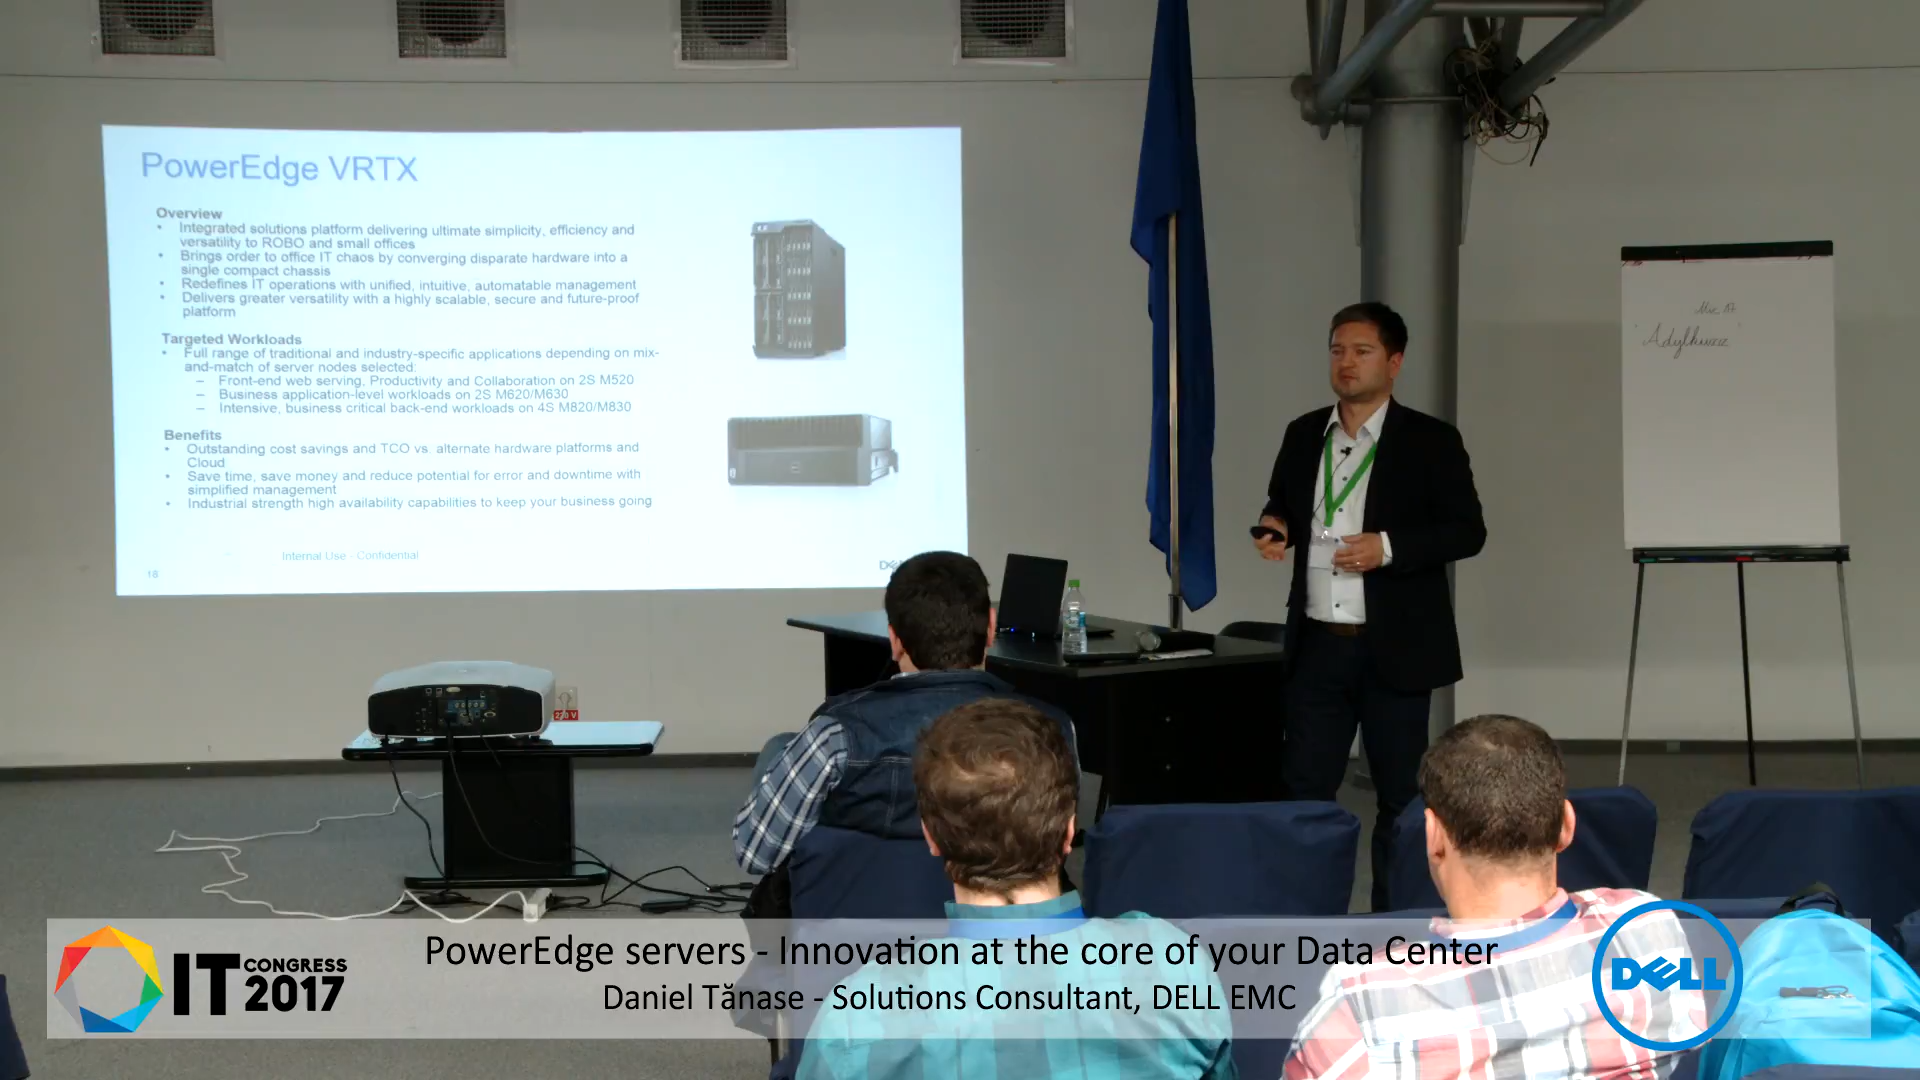 PowerEdge VRTX
Overview
• Integrated solutions platform delivering ultimate simplicity, efficiency and
versatility to ROBO and small offices
• Brings order to office IT chaos by converging disparate hardware into a
single compact chassis
• Redefines IT operations with unified, intuitive, automatable management
• Delivers greater versatility with a highly scalable, secure and future-proof
platform
Targeted Workloads
• Full range of traditional and industry-specific applications depending on mix-
and-match of server nodes selected:
– Front-end web serving, Productivity and Collaboration on 2S M520
– Business application-level workloads on 2S M620/M630
– Intensive, business critical back-end workloads on 4S M820/M830
Benefits
• Outstanding cost savings and TCO vs. alternate hardware platforms and
Cloud
• Save time, save money and reduce potential for error and downtime with
simplified management
• Industrial strength high availability capabilities to keep your business going
Internal Use - Confidential
18
220 V
IT CONGRESS
2017
PowerEdge servers - Innovation at the core of your Data Center
Daniel Tănase - Solutions Consultant, DELL EMC
DELL